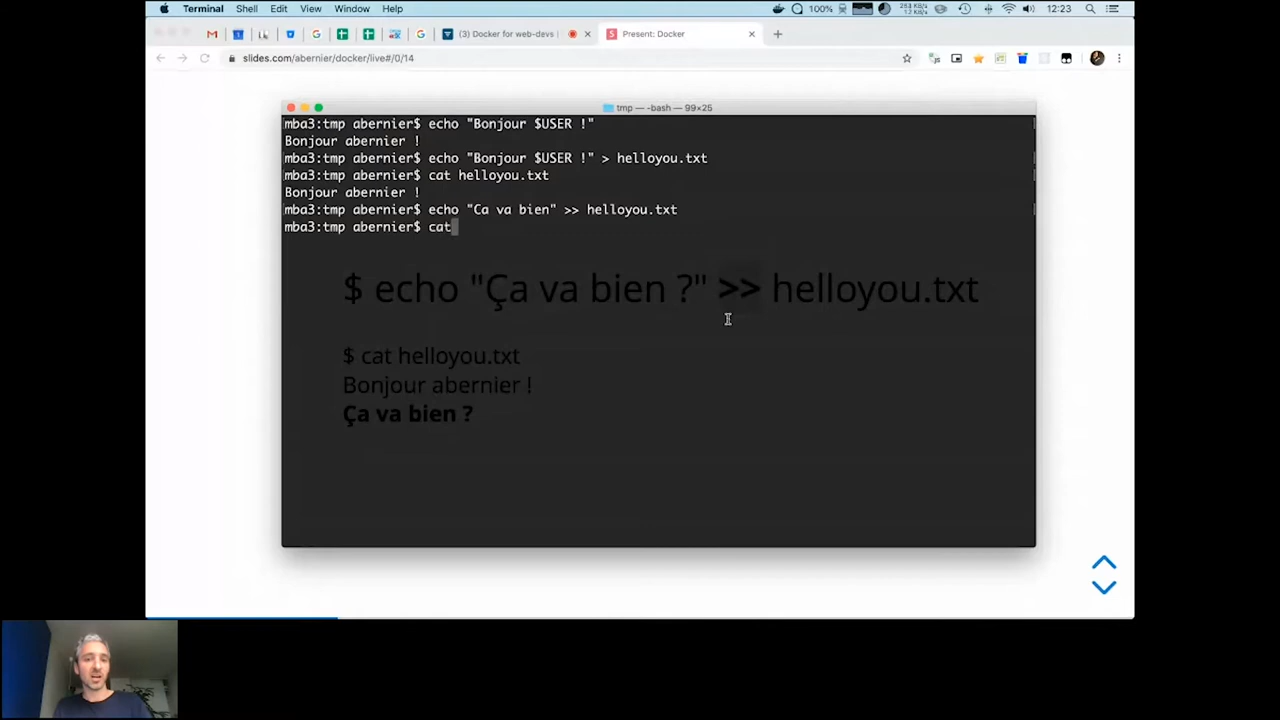 Terminal Shell Edit View Window Help 100% 12:23
(3) Docker for web-devs Present: Docker
slides.com/abernier/docker/live#/0/14
tmp — -bash — 99×25
mba3:tmp abernier$ echo "Bonjour $USER !"
Bonjour abernier !
mba3:tmp abernier$ echo "Bonjour $USER !" > helloyou.txt
mba3:tmp abernier$ cat helloyou.txt
Bonjour abernier !
mba3:tmp abernier$ echo "Ca va bien" >> helloyou.txt
mba3:tmp abernier$ cat
$ echo "Ça va bien ?" >> helloyou.txt
$ cat helloyou.txt
Bonjour abernier !
Ça va bien ?